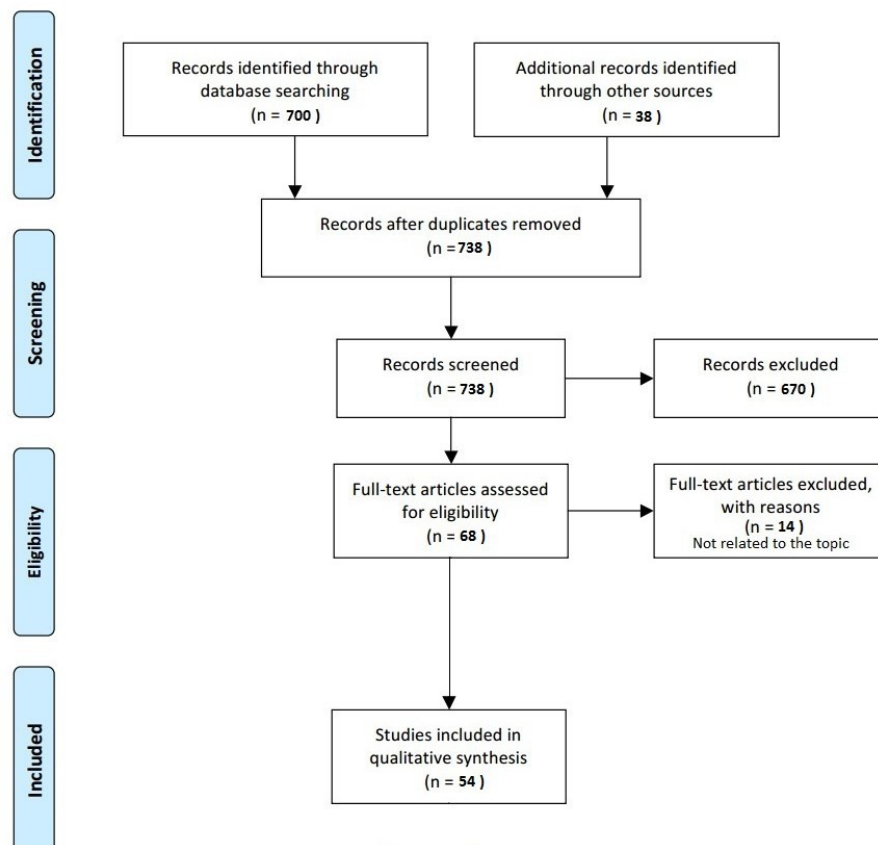 Identification
Records identified through
database searching
(n = 700 )
Additional records identified
through other sources
(n = 38 )
Records after duplicates removed
(n =738 )
Screening
Records screened
(n = 738 )
Records excluded
(n = 670 )
Eligibility
Full-text articles assessed
for eligibility
(n = 68 )
Full-text articles excluded,
with reasons
(n = 14 )
Not related to the topic
Included
Studies included in
qualitative synthesis
(n = 54 )